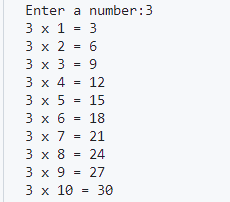 Enter a number:3
3 x 1 = 3
3 x 2 = 6
3 x 3 = 9
3 x 4 = 12
3 x 5 = 15
3 x 6 = 18
3 x 7 = 21
3 x 8 = 24
3 x 9 = 27
3 x 10 = 30